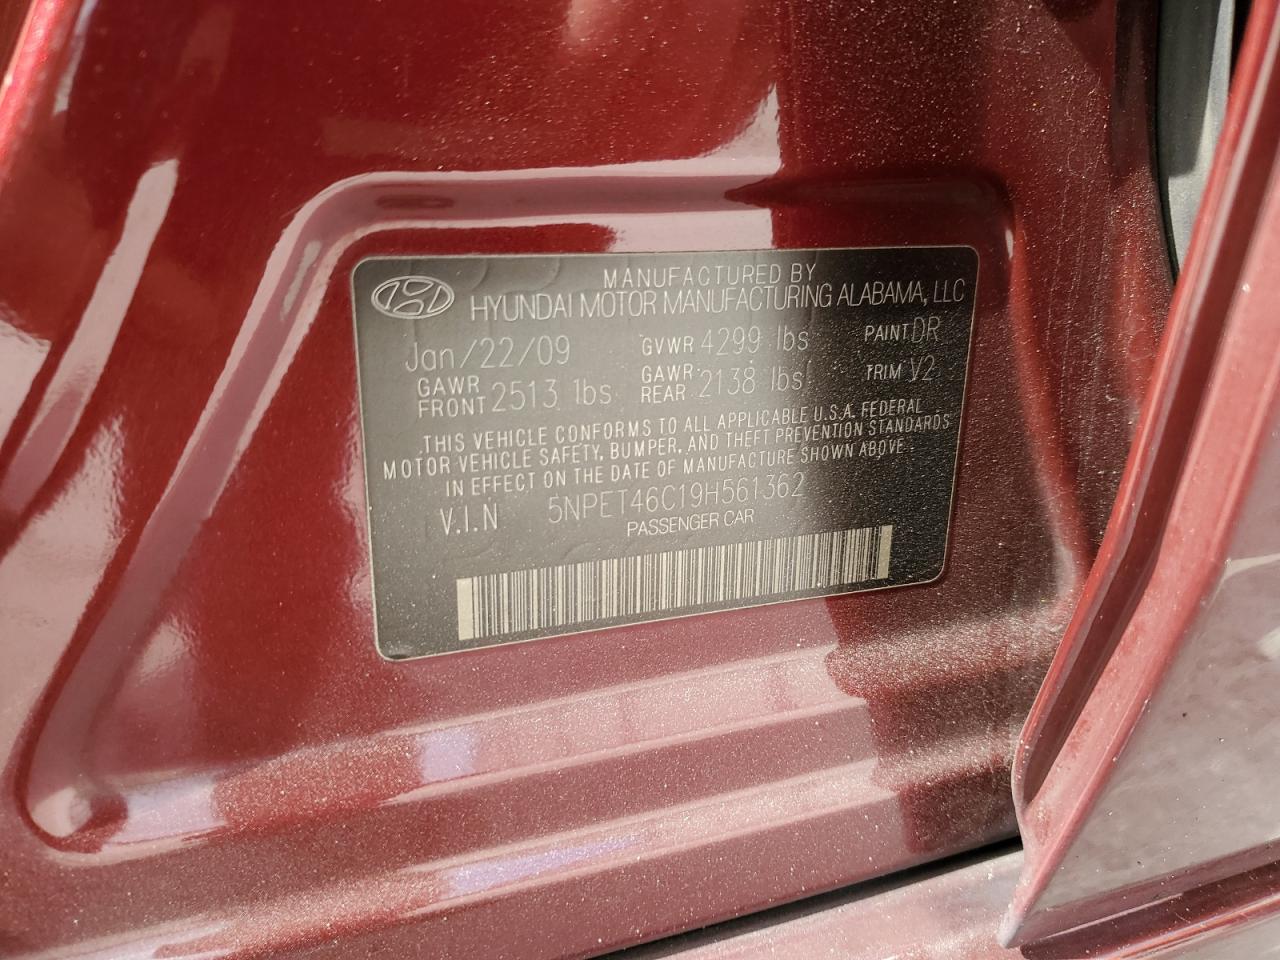 MANUFACTURED BY
HYUNDAI MOTOR MANUFACTURING ALABAMA, LLC
Jan/22/09 GVWR 4299 lbs PAINT DR
GAWR FRONT 2513 lbs GAWR REAR 2138 lbs TRIM V2
THIS VEHICLE CONFORMS TO ALL APPLICABLE U.S.A. FEDERAL
MOTOR VEHICLE SAFETY, BUMPER, AND THEFT PREVENTION STANDARDS
IN EFFECT ON THE DATE OF MANUFACTURE SHOWN ABOVE.
V.I.N 5NPET46C19H561362
PASSENGER CAR